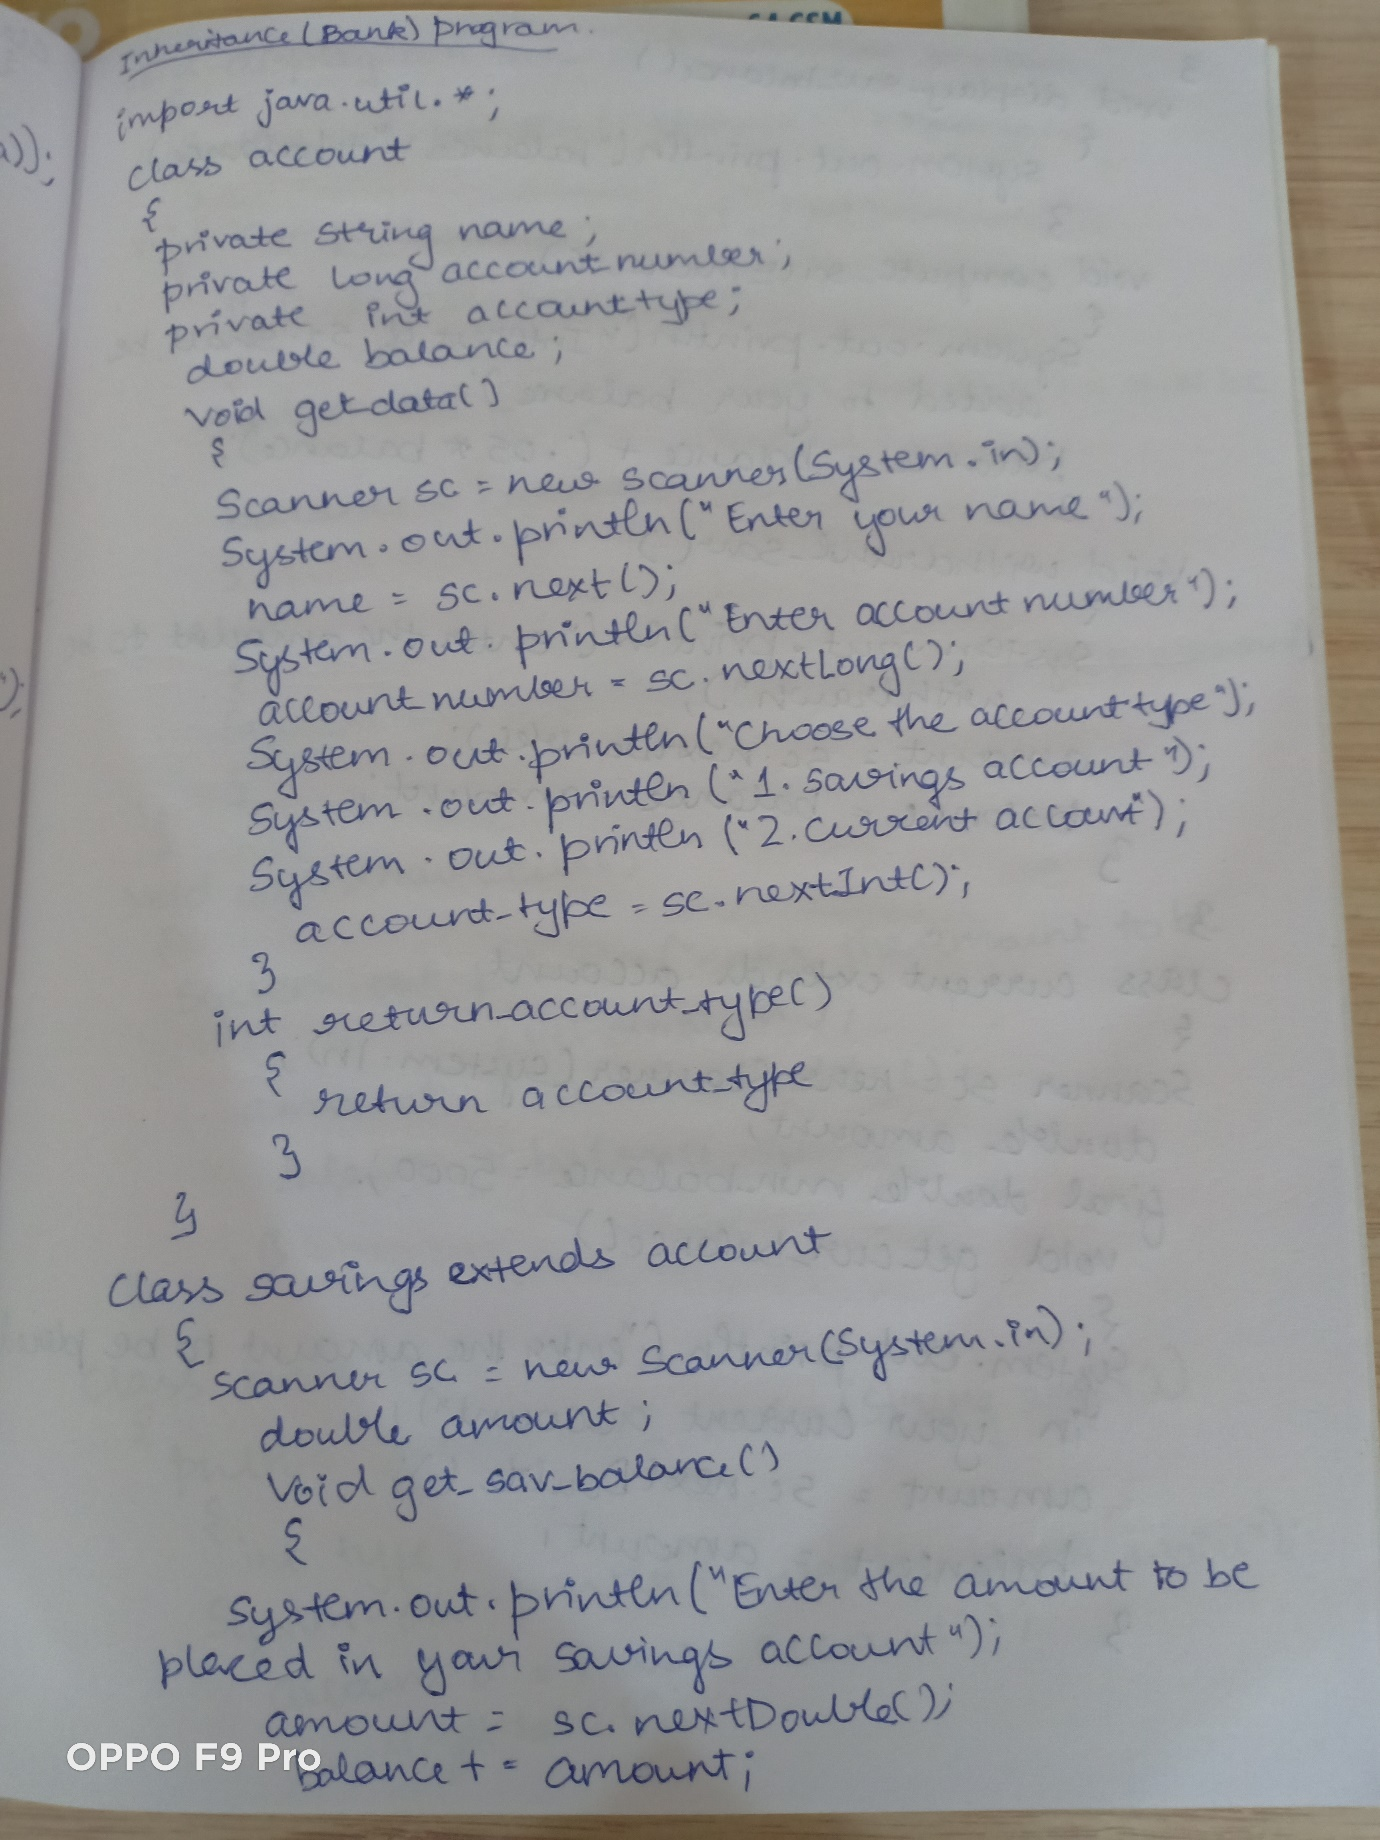 Inheritance (Bank) program.
import java.util.*;
class account
{
private string name;
private long account number;
private int account type;
double balance;
void get data()
{
Scanner sc = new scanner(System.in);
System.out.println("Enter your name");
name = sc.next();
System.out.println("Enter account number");
account number = sc.nextLong();
System.out.println("Choose the account type");
System.out.println("1. savings account");
System.out.println("2. current account");
account_type = sc.nextInt();
}
int return_account_type()
{
return account_type
}
}
class savings extends account
{
scanner sc = new Scanner(System.in);
double amount;
void get_sav_balance()
{
system.out.println("Enter the amount to be
placed in your savings account");
amount = sc.nextDouble();
balance + = amount;
OPPO F9 Pro